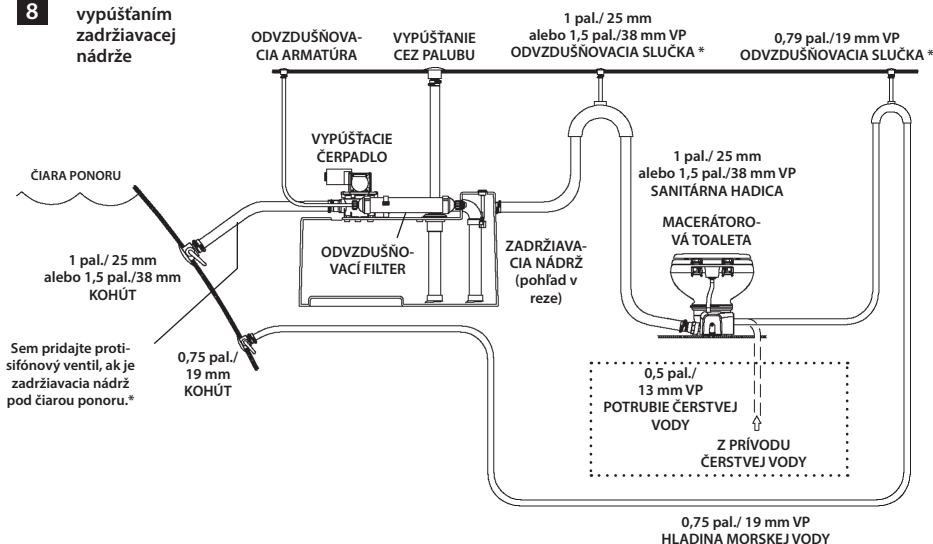 8
vypúšťaním
zadržiavacej
nádrže
ODVZDUŠŇOVA-
CIA ARMATÚRA
VYPÚŠŤANIE
CEZ PALUBU
1 pal./ 25 mm
alebo 1,5 pal./38 mm VP
ODVZDUŠŇOVACIA SLUČKA *
0,79 pal./19 mm VP
ODVZDUŠŇOVACIA SLUČKA *
VYPÚŠŤACIE
ČERPADLO
ČIARA PONORU
1 pal./ 25 mm
alebo 1,5 pal./38 mm VP
SANITÁRNA HADICA
MACERÁTORO-
VÁ TOALETA
ODVZDUŠŇO-
VACÍ FILTER
ZADRŽIAVA-
CIA NÁDRŽ
(pohľad v
reze)
1 pal./ 25 mm
alebo 1,5 pal./38 mm
KOHÚT
Sem pridajte proti-
sifónový ventil, ak je
zadržiavacia nádrž
pod čiarou ponoru.*
0,75 pal./
19 mm
KOHÚT
0,5 pal./
13 mm VP
POTRUBIE ČERSTVEJ
VODY
Z PRÍVODU
ČERSTVEJ VODY
0,75 pal./ 19 mm VP
HLADINA MORSKEJ VODY